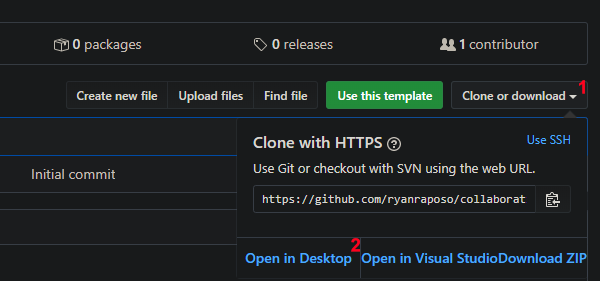 0 packages 0 releases 1 contributor
Create new file Upload files Find file Use this template Clone or download 1
Clone with HTTPS ? Use SSH
Use Git or checkout with SVN using the web URL.
Initial commit
https://github.com/ryanraposo/collaborat
2
Open in Desktop Open in Visual Studio Download ZIP